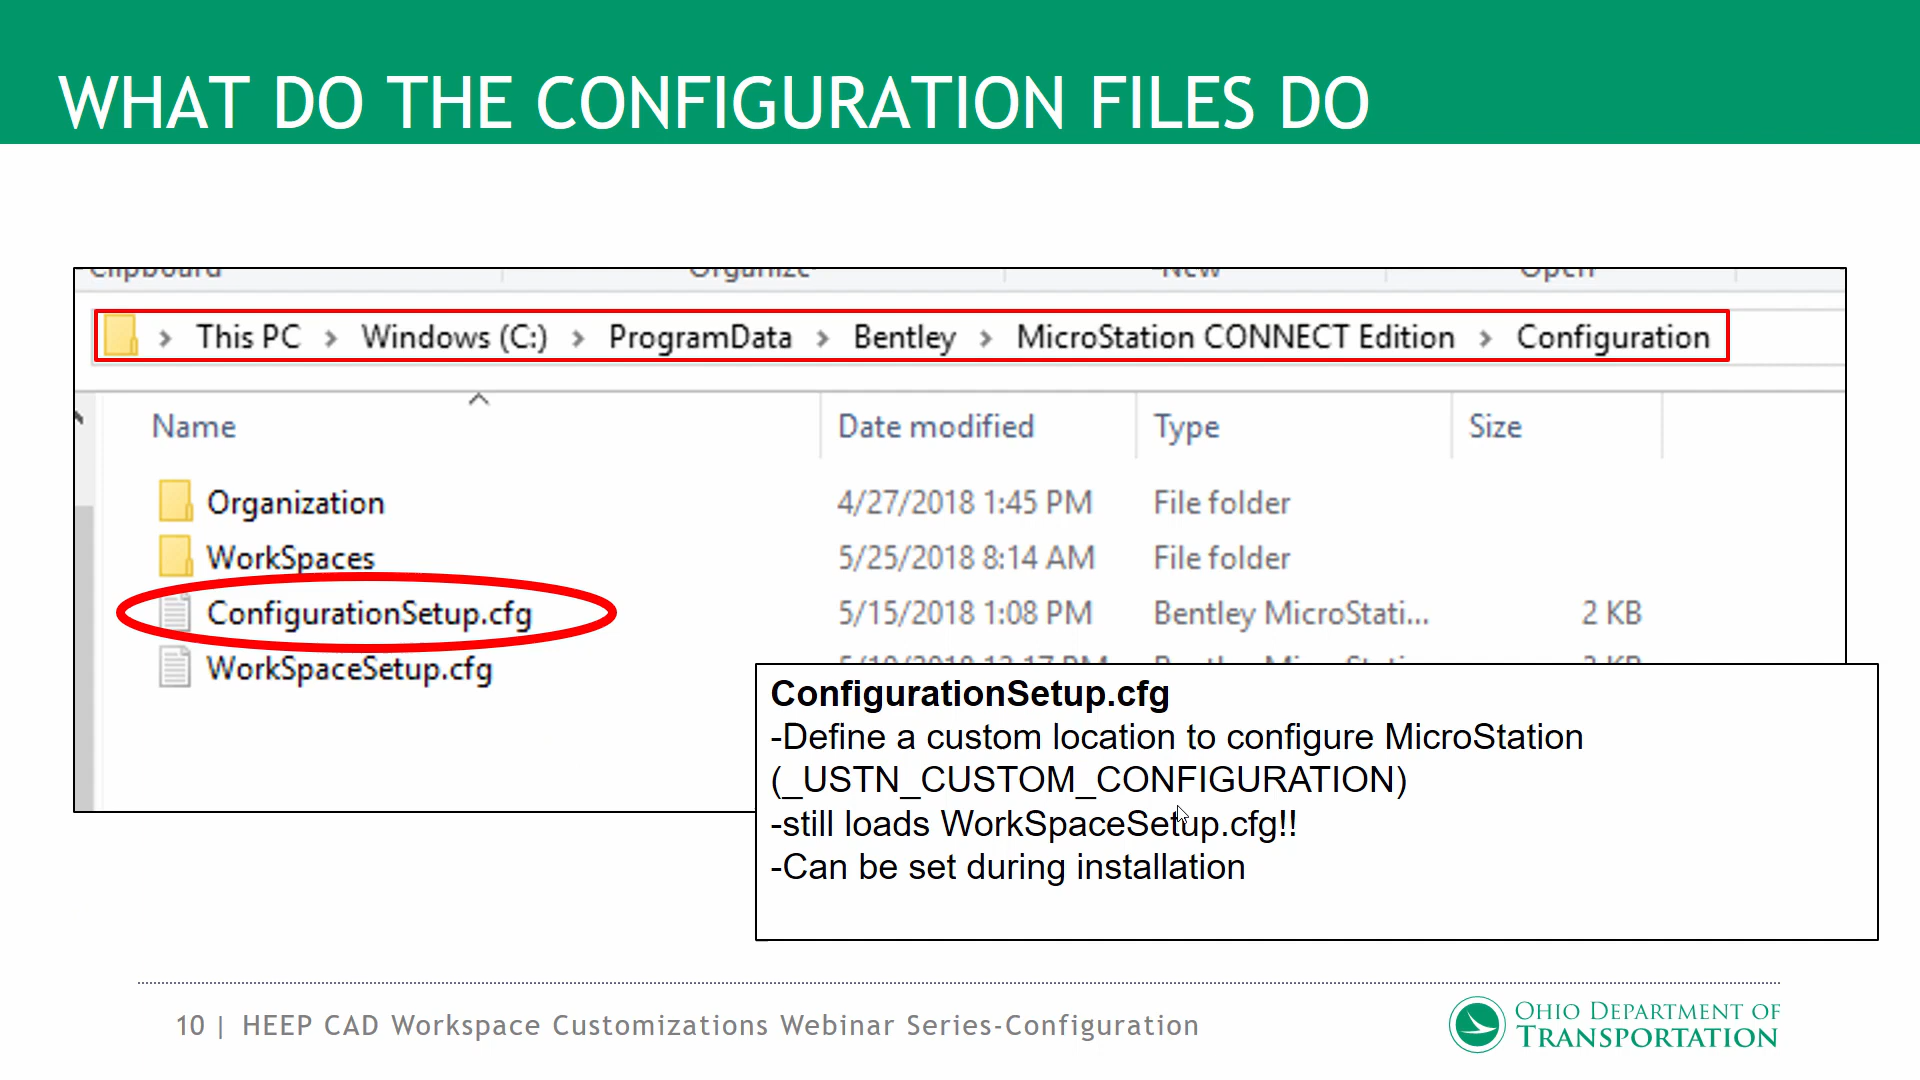 WHAT DO THE CONFIGURATION FILES DO
Clipboard Organize New Open
This PC > Windows (C:) > ProgramData > Bentley > MicroStation CONNECT Edition > Configuration
Name Date modified Type Size
Organization 4/27/2018 1:45 PM File folder
WorkSpaces 5/25/2018 8:14 AM File folder
ConfigurationSetup.cfg 5/15/2018 1:08 PM Bentley MicroStati... 2 KB
WorkSpaceSetup.cfg
ConfigurationSetup.cfg
-Define a custom location to configure MicroStation
(_USTN_CUSTOM_CONFIGURATION)
-still loads WorkSpaceSetup.cfg!!
-Can be set during installation
10 | HEEP CAD Workspace Customizations Webinar Series-Configuration
OHIO DEPARTMENT OF
TRANSPORTATION